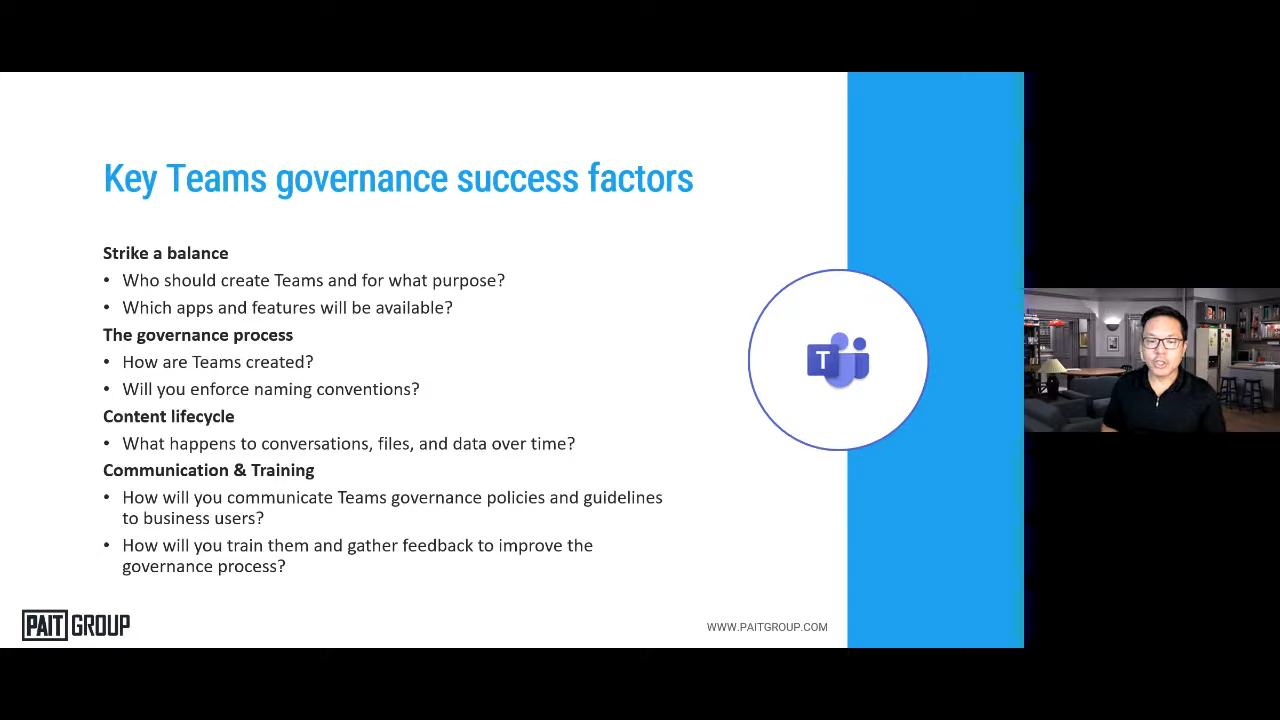 Key Teams governance success factors
Strike a balance
• Who should create Teams and for what purpose?
• Which apps and features will be available?
The governance process
• How are Teams created?
• Will you enforce naming conventions?
Content lifecycle
• What happens to conversations, files, and data over time?
Communication & Training
• How will you communicate Teams governance policies and guidelines
to business users?
• How will you train them and gather feedback to improve the
governance process?
T
PAIT GROUP
WWW.PAITGROUP.COM